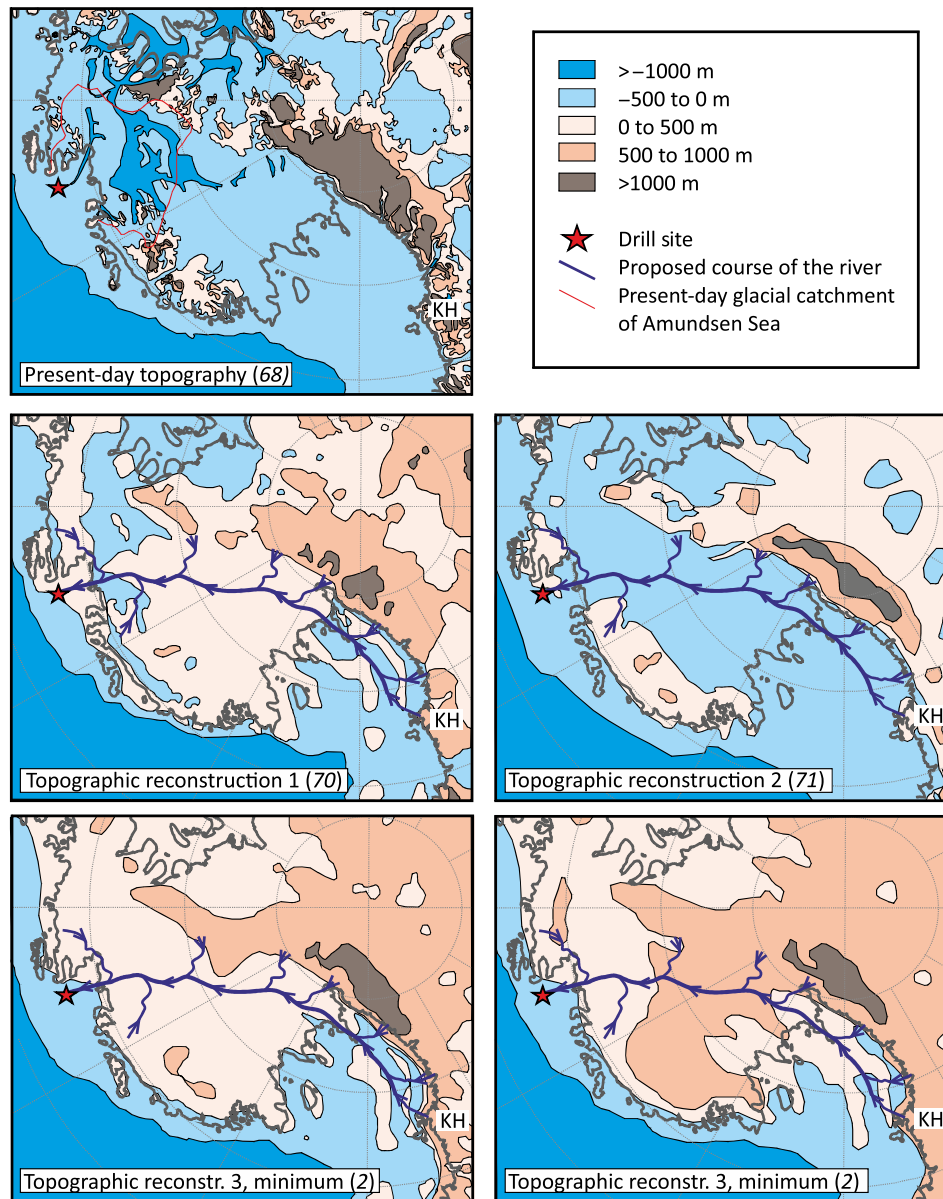 >−1000 m
−500 to 0 m
0 to 500 m
500 to 1000 m
>1000 m
Drill site
Proposed course of the river
Present-day glacial catchment
of Amundsen Sea
KH
Present-day topography (68)
KH
Topographic reconstruction 1 (70)
KH
Topographic reconstruction 2 (71)
KH
Topographic reconstr. 3, minimum (2)
KH
Topographic reconstr. 3, minimum (2)